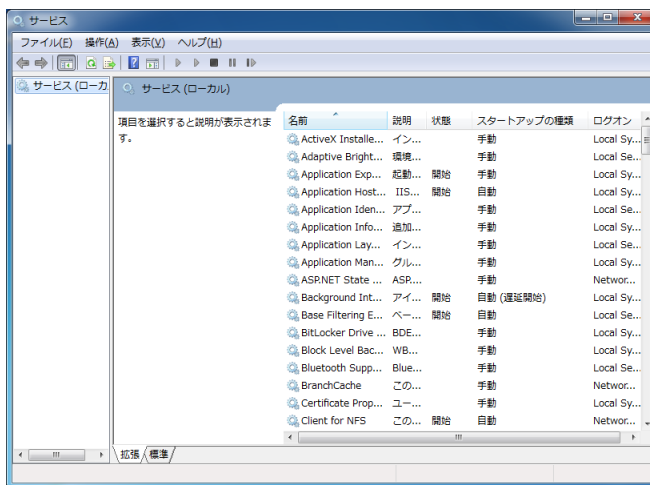 サービス
ファイル(F) 操作(A) 表示(V) ヘルプ(H)
サービス (ローカ
サービス (ローカル)
項目を選択すると説明が表示されます。
名前 説明 状態 スタートアップの種類 ログオン
ActiveX Installe... イン... 手動 Local Sy...
Adaptive Bright... 環境... 手動 Local Se...
Application Exp... 起動... 開始 手動 Local Sy...
Application Host... IIS... 開始 自動 Local Sy...
Application Iden... アプ... 手動 Local Se...
Application Info... 追加... 手動 Local Sy...
Application Lay... イン... 手動 Local Se...
Application Man... グル... 手動 Local Sy...
ASP.NET State ... ASP.... 手動 Networ...
Background Int... アイ... 開始 自動 (遅延開始) Local Sy...
Base Filtering E... ベー... 開始 自動 Local Se...
BitLocker Drive ... BDE... 手動 Local Sy...
Block Level Bac... WB... 手動 Local Sy...
Bluetooth Supp... Blue... 手動 Local Se...
BranchCache この... 手動 Networ...
Certificate Prop... ユー... 手動 Local Sy...
Client for NFS この... 開始 自動 Networ...
拡張 標準